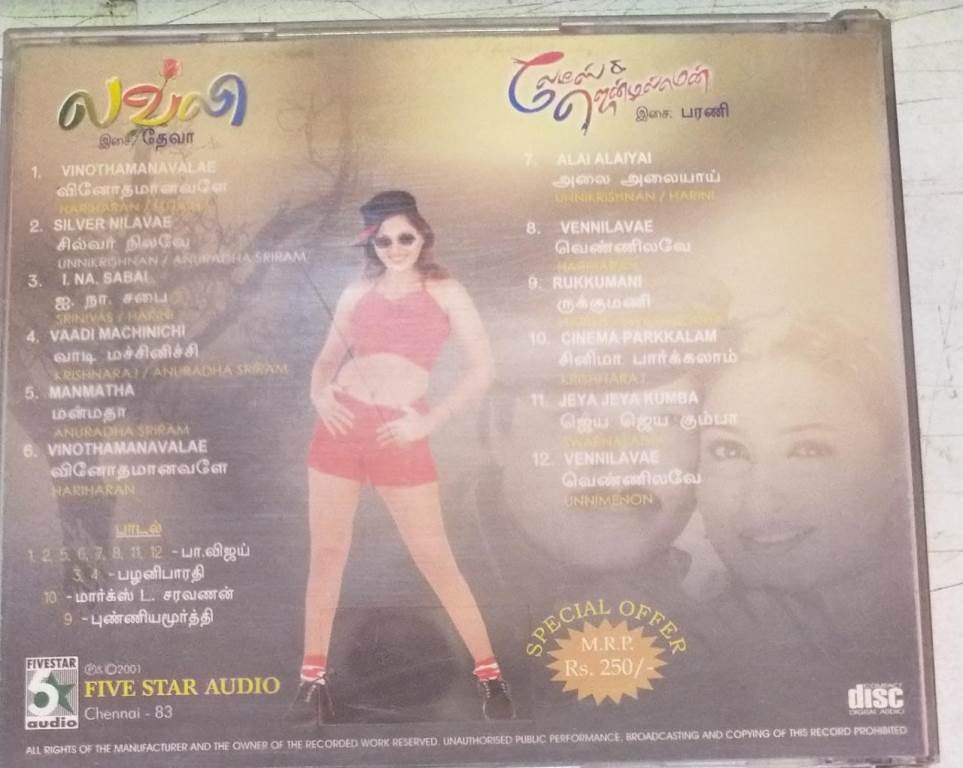 லவ்லி
இசை: தேவா
1. VINOTHAMANAVALAE
வினோதமானவளே
HARIHARAN /
2. SILVER NILAVAE
சில்வர் நிலவே
UNNIKRISHNAN / ANURADHA SRIRAM
3. I. NA. SABAI
ஐ. நா. சபை
SRINIVAS / HARINI
4. VAADI MACHINICHI
வாடி மச்சினிச்சி
KRISHNARAJ / ANURADHA SRIRAM
5. MANMATHA
மன்மதா
ANURADHA SRIRAM
6. VINOTHAMANAVALAE
வினோதமானவளே
HARIHARAN
லேடீஸ் &
ஜென்டில்மென்
இசை: பரணி
7. ALAI ALAIYAI
அலை அலையாய்
UNNIKRISHNAN / HARINI
8. VENNILAVAE
வெண்ணிலவே
HARIHARAN
9. RUKKUMANI
ருக்குமணி
10. CINEMA PARKKALAM
சினிமா பார்க்கலாம்
KRISHNARAJ
11. JEYA JEYA KUMBA
ஜெய ஜெய கும்பா
SWARNALATHA
12. VENNILAVAE
வெண்ணிலவே
UNNIMENON
பாடல்
1, 2, 5, 6, 7, 8, 11, 12 - பா.விஜய்
3, 4 - பழனிபாரதி
10 - மார்க்ஸ் L. சரவணன்
9 - புண்ணியமூர்த்தி
SPECIAL OFFER
M.R.P.
Rs. 250/-
FIVESTAR
5
audio
℗& ©2001
FIVE STAR AUDIO
Chennai - 83
COMPACT
disc
DIGITAL AUDIO
ALL RIGHTS OF THE MANUFACTURER AND THE OWNER OF THE RECORDED WORK RESERVED. UNAUTHORISED PUBLIC PERFORMANCE, BROADCASTING AND COPYING OF THIS RECORD PROHIBITED